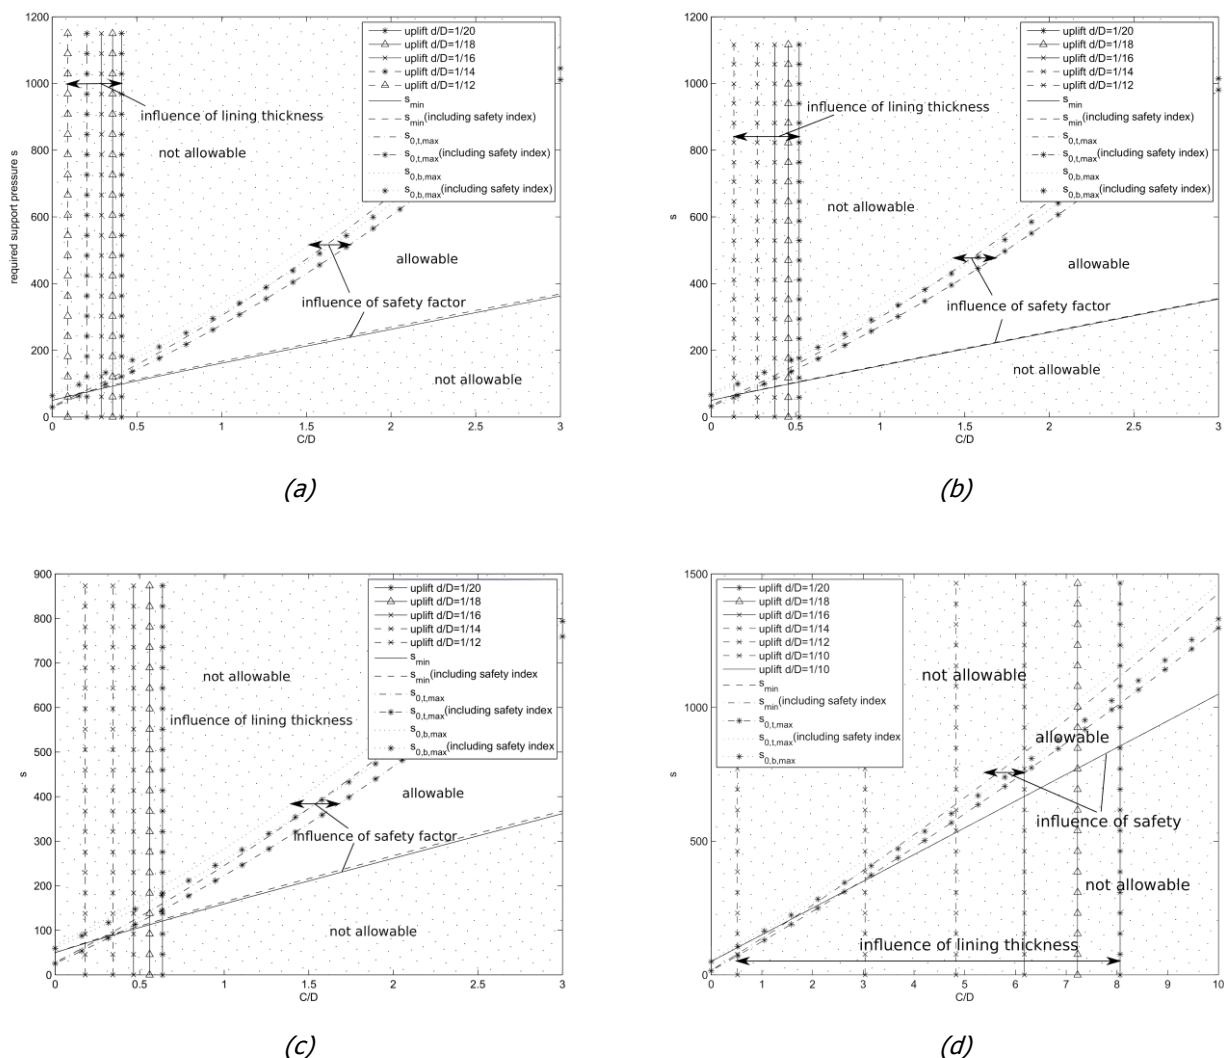 1200
1000
800
600
400
200
0
required support pressure s
0
0.5
1
1.5
2
2.5
3
C/D
influence of lining thickness
not allowable
allowable
influence of safety factor
not allowable
uplift d/D=1/20
uplift d/D=1/18
uplift d/D=1/16
uplift d/D=1/14
uplift d/D=1/12
s_min
s_min(including safety index)
s_0,t,max
s_0,t,max(including safety index)
s_0,b,max
s_0,b,max(including safety index)
(a)
1200
1000
800
600
400
200
0
s
0
0.5
1
1.5
2
2.5
3
C/D
influence of lining thickness
not allowable
allowable
influence of safety factor
not allowable
uplift d/D=1/20
uplift d/D=1/18
uplift d/D=1/16
uplift d/D=1/14
uplift d/D=1/12
s_min
s_min(including safety index)
s_0,t,max
s_0,t,max(including safety index)
s_0,b,max
s_0,b,max(including safety index)
(b)
900
800
700
600
500
400
300
200
100
0
s
0
0.5
1
1.5
2
2.5
3
C/D
not allowable
influence of lining thickness
allowable
influence of safety factor
not allowable
uplift d/D=1/20
uplift d/D=1/18
uplift d/D=1/16
uplift d/D=1/14
uplift d/D=1/12
s_min
s_min(including safety index
s_0,t,max
s_0,t,max(including safety index)
s_0,b,max
s_0,b,max(including safety index
(c)
1500
1000
500
0
s
0
1
2
3
4
5
6
7
8
9
10
C/D
uplift d/D=1/20
uplift d/D=1/18
uplift d/D=1/16
uplift d/D=1/14
uplift d/D=1/12
uplift d/D=1/10
uplift d/D=1/10
s_min
s_min(including safety index
s_0,t,max
s_0,t,max(including safety index)
s_0,b,max
not allowable
allowable
influence of safety
not allowable
influence of lining thickness
(d)